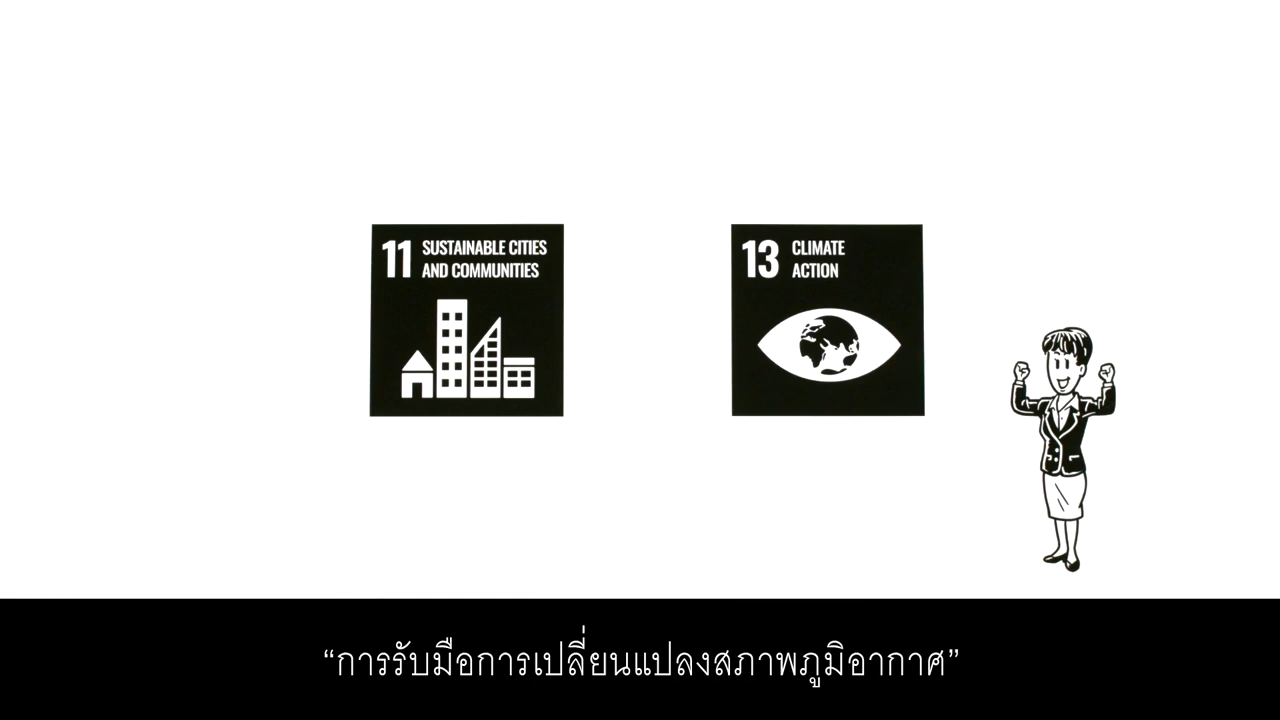 11 SUSTAINABLE CITIES
AND COMMUNITIES
13 CLIMATE
ACTION
“การรับมือการเปลี่ยนแปลงสภาพภูมิอากาศ”